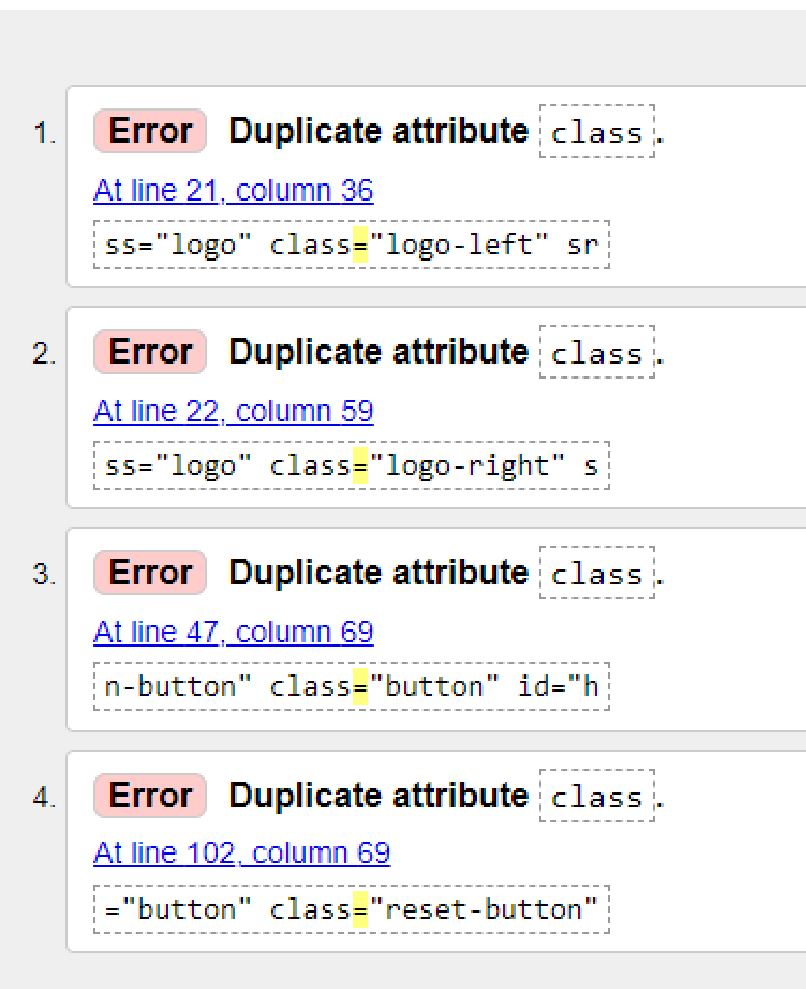 1. Error Duplicate attribute class.
At line 21, column 36
ss="logo" class="logo-left" sr
2. Error Duplicate attribute class.
At line 22, column 59
ss="logo" class="logo-right" s
3. Error Duplicate attribute class.
At line 47, column 69
n-button" class="button" id="h
4. Error Duplicate attribute class.
At line 102, column 69
="button" class="reset-button"